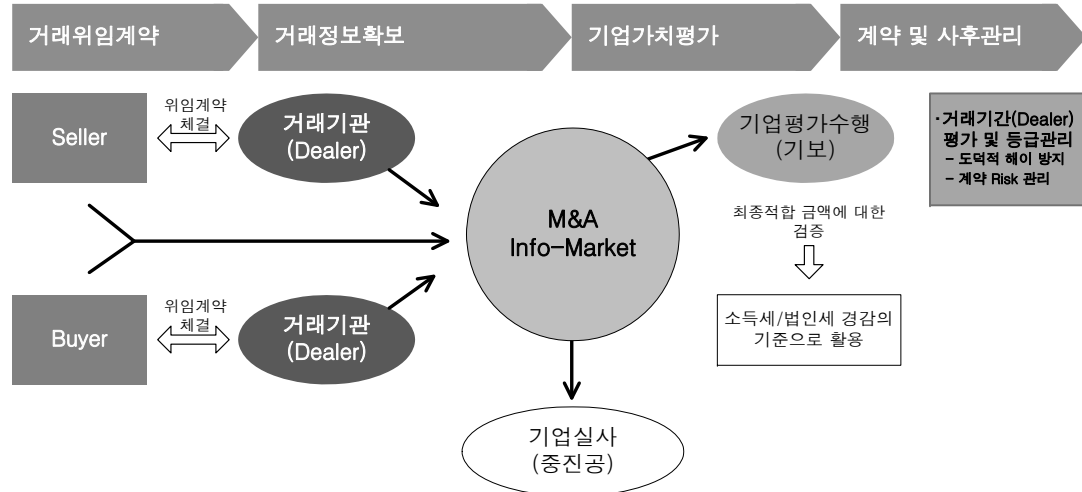 거래위임계약
거래정보확보
기업가치평가
계약 및 사후관리
Seller
위임계약
체결
거래기관
(Dealer)
기업평가수행
(기보)
·거래기간(Dealer)
평가 및 등급관리
- 도덕적 해이 방지
- 계약 Risk 관리
M&A
Info-Market
최종적합 금액에 대한
검증
Buyer
위임계약
체결
거래기관
(Dealer)
소득세/법인세 경감의
기준으로 활용
기업실사
(중진공)